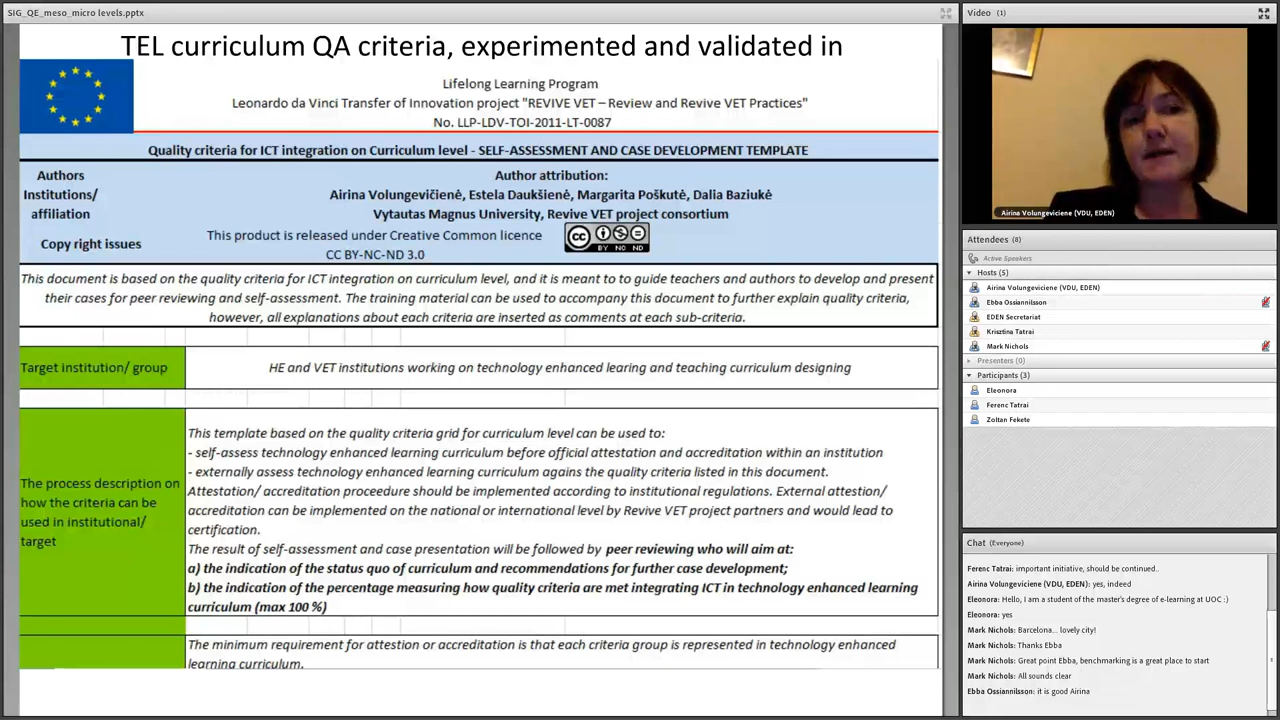 SIG_QE_meso_micro levels.pptx
TEL curriculum QA criteria, experimented and validated in
Lifelong Learning Program
Leonardo da Vinci Transfer of Innovation project "REVIVE VET – Review and Revive VET Practices"
No. LLP-LDV-TOI-2011-LT-0087
Quality criteria for ICT integration on Curriculum level - SELF-ASSESSMENT AND CASE DEVELOPMENT TEMPLATE
Authors
Institutions/
affiliation
Author attribution:
Airina Volungevičienė, Estela Daukšienė, Margarita Poškutė, Dalia Baziukė
Vytautas Magnus University, Revive VET project consortium
Copy right issues
This product is released under Creative Common licence
CC BY-NC-ND 3.0
cc
BY NC ND
This document is based on the quality criteria for ICT integration on curriculum level, and it is meant to to guide teachers and authors to develop and present
their cases for peer reviewing and self-assessment. The training material can be used to accompany this document to further explain quality criteria,
however, all explanations about each criteria are inserted as comments at each sub-criteria.
Target institution/ group
HE and VET institutions working on technology enhanced learing and teaching curriculum designing
The process description on
how the criteria can be
used in institutional/
target
This template based on the quality criteria grid for curriculum level can be used to:
- self-assess technology enhanced learning curriculum before official attestation and accreditation within an institution
- externally assess technology enhanced learning curriculum agains the quality criteria listed in this document.
Attestation/ accreditation proceedure should be implemented according to institutional regulations. External attestion/
accreditation can be implemented on the national or international level by Revive VET project partners and would lead to
certification.
The result of self-assessment and case presentation will be followed by peer reviewing who will aim at:
a) the indication of the status quo of curriculum and recommendations for further case development;
b) the indication of the percentage measuring how quality criteria are met integrating ICT in technology enhanced learning
curriculum (max 100 %)
The minimum requirement for attestion or accreditation is that each criteria group is represented in technology enhanced
learning curriculum.
Video (1)
Airina Volungeviciene (VDU, EDEN)
Attendees (8)
Active Speakers
Hosts (5)
Airina Volungeviciene (VDU, EDEN)
Ebba Ossiannilsson
EDEN Secretariat
Krisztina Tatrai
Mark Nichols
Presenters (0)
Participants (3)
Eleonora
Ferenc Tatrai
Zoltan Fekete
Chat (Everyone)
Ferenc Tatrai: important initiative, should be continued..
Airina Volungeviciene (VDU, EDEN): yes, indeed
Eleonora: Hello, I am a student of the master's degree of e-learning at UOC :)
Eleonora: yes
Mark Nichols: Barcelona... lovely city!
Mark Nichols: Thanks Ebba
Mark Nichols: Great point Ebba, benchmarking is a great place to start
Mark Nichols: All sounds clear
Ebba Ossiannilsson: it is good Airina